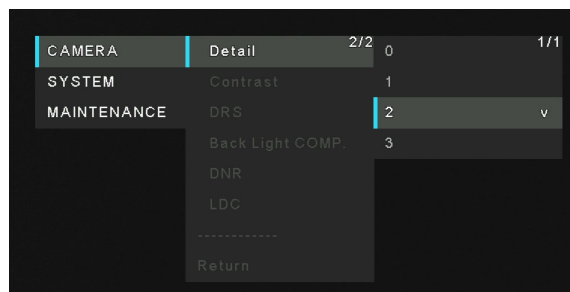 CAMERA
SYSTEM
MAINTENANCE
Detail 2/2
Contrast
DRS
Back Light COMP.
DNR
LDC
------------
Return
0 1/1
1
2 v
3